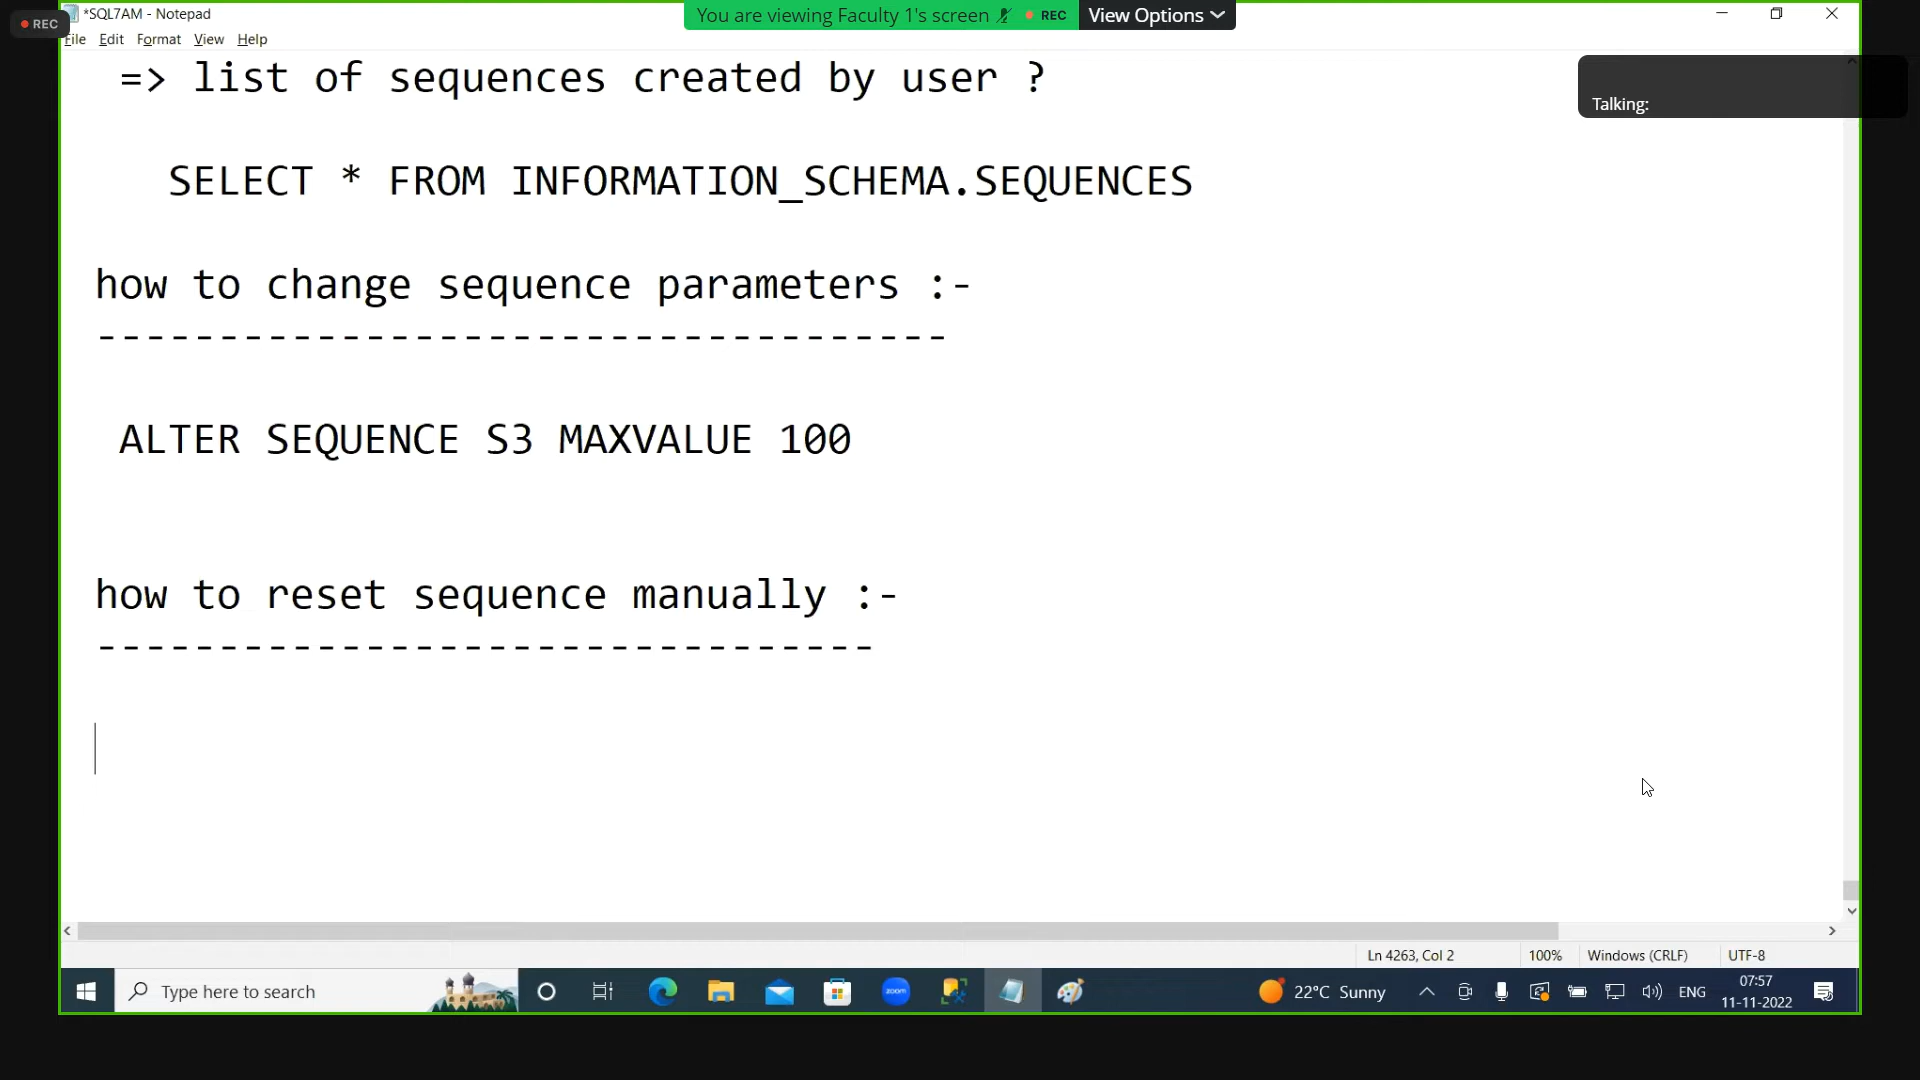 REC
*SQL7AM - Notepad
You are viewing Faculty 1's screen
REC
View Options
File Edit Format View Help
Talking:
=> list of sequences created by user ?
SELECT * FROM INFORMATION_SCHEMA.SEQUENCES
how to change sequence parameters :-
-----------------------------------
ALTER SEQUENCE S3 MAXVALUE 100
how to reset sequence manually :-
--------------------------------
Ln 4263, Col 2
100%
Windows (CRLF)
UTF-8
Type here to search
zoom
22°C Sunny
ENG
07:57
11-11-2022